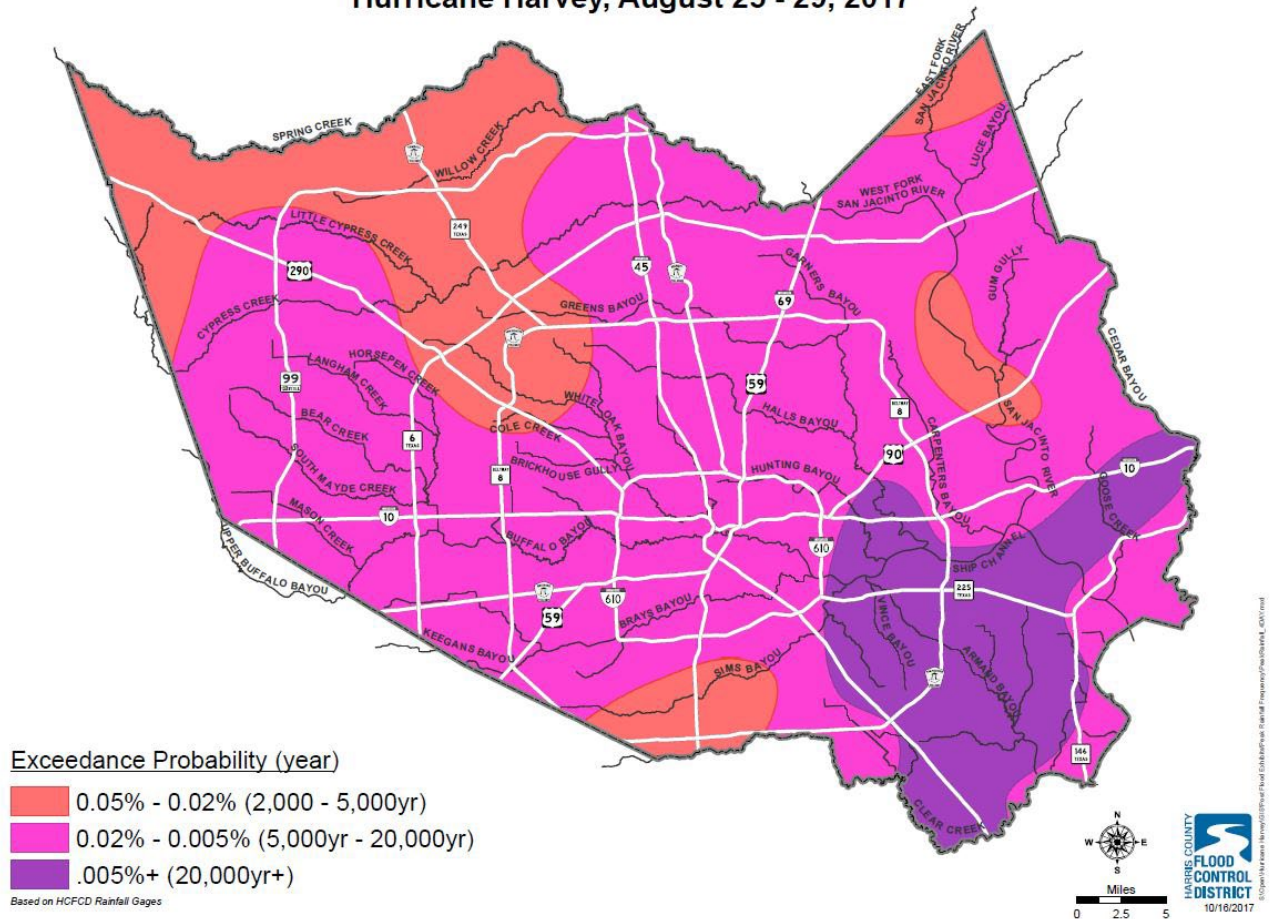 Hurricane Harvey, August 25 - 29, 2017
EAST FORK
SAN JACINTO RIVER
SPRING CREEK
LUCE BAYOU
WILLOW CREEK
WEST FORK
SAN JACINTO RIVER
LITTLE CYPRESS CREEK
249
TEXAS
290
45
GARNERS BAYOU
GUM GULLY
69
CYPRESS CREEK
GREENS BAYOU
CEDAR BAYOU
HORSEPEN CREEK
LANGHAM CREEK
99
59
WHITE OAK BAYOU
HALLS BAYOU
BELTWAY
8
BEAR CREEK
6
TEXAS
COLE CREEK
CARPENTERS BAYOU
SAN JACINTO RIVER
90
SOUTH MAYDE CREEK
BRICKHOUSE GULLY
BELTWAY
8
HUNTING BAYOU
10
GOOSE CREEK
MASON CREEK
10
BUFFALO BAYOU
UPPER BUFFALO BAYOU
610
SHIP CHANNEL
225
TEXAS
59
610
BRAYS BAYOU
VINCE BAYOU
KEEGANS BAYOU
SIMS BAYOU
ARMAND BAYOU
146
TEXAS
CLEAR CREEK
Exceedance Probability (year)
0.05% - 0.02% (2,000 - 5,000yr)
0.02% - 0.005% (5,000yr - 20,000yr)
.005%+ (20,000yr+)
Based on HCFCD Rainfall Gages
N
W E
S
Miles
0 2.5 5
HARRIS COUNTY
FLOOD
CONTROL
DISTRICT
10/16/2017